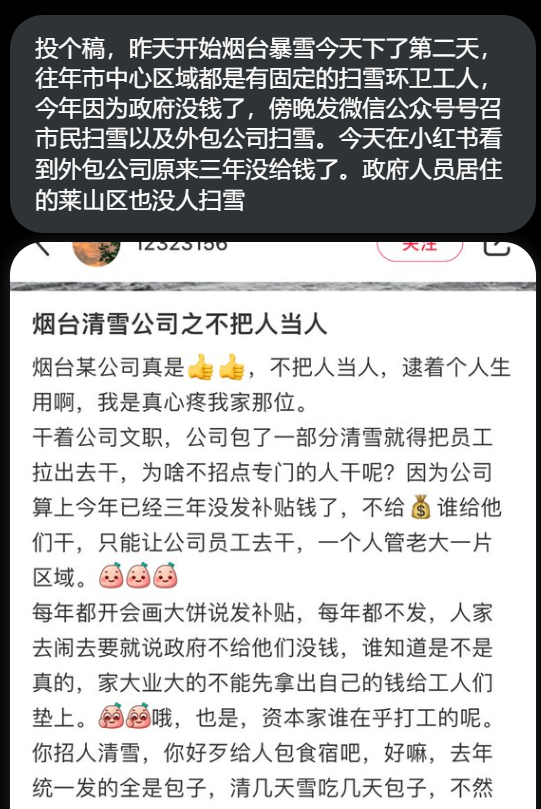 投个稿，昨天开始烟台暴雪今天下了第二天，
往年市中心区域都是有固定的扫雪环卫工人，
今年因为政府没钱了，傍晚发微信公众号号召
市民扫雪以及外包公司扫雪。今天在小红书看
到外包公司原来三年没给钱了。政府人员居住
的莱山区也没人扫雪
12323156
关注
烟台清雪公司之不把人当人
烟台某公司真是👍👍，不把人当人，逮着个人生
用啊，我是真心疼我家那位。
干着公司文职，公司包了一部分清雪就得把员工
拉出去干，为啥不招点专门的人干呢？因为公司
算上今年已经三年没发补贴钱了，不给💰谁给他
们干，只能让公司员工去干，一个人管老大一片
区域。
每年都开会画大饼说发补贴，每年都不发，人家
去闹去要就说政府不给他们没钱，谁知道是不是
真的，家大业大的不能先拿出自己的钱给工人们
垫上。哦，也是，资本家谁在乎打工的呢。
你招人清雪，你好歹给人包食宿吧，好嘛，去年
统一发的全是包子，清几天雪吃几天包子，不然